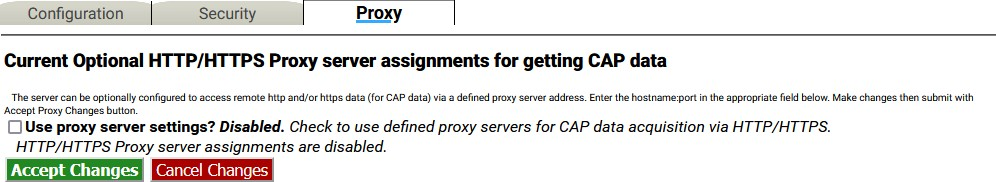 Configuration Security Proxy
Current Optional HTTP/HTTPS Proxy server assignments for getting CAP data
The server can be optionally configured to access remote http and/or https data (for CAP data) via a defined proxy server address. Enter the hostname:port in the appropriate field below. Make changes then submit with
Accept Proxy Changes button.
Use proxy server settings? Disabled. Check to use defined proxy servers for CAP data acquisition via HTTP/HTTPS.
HTTP/HTTPS Proxy server assignments are disabled.
Accept Changes Cancel Changes